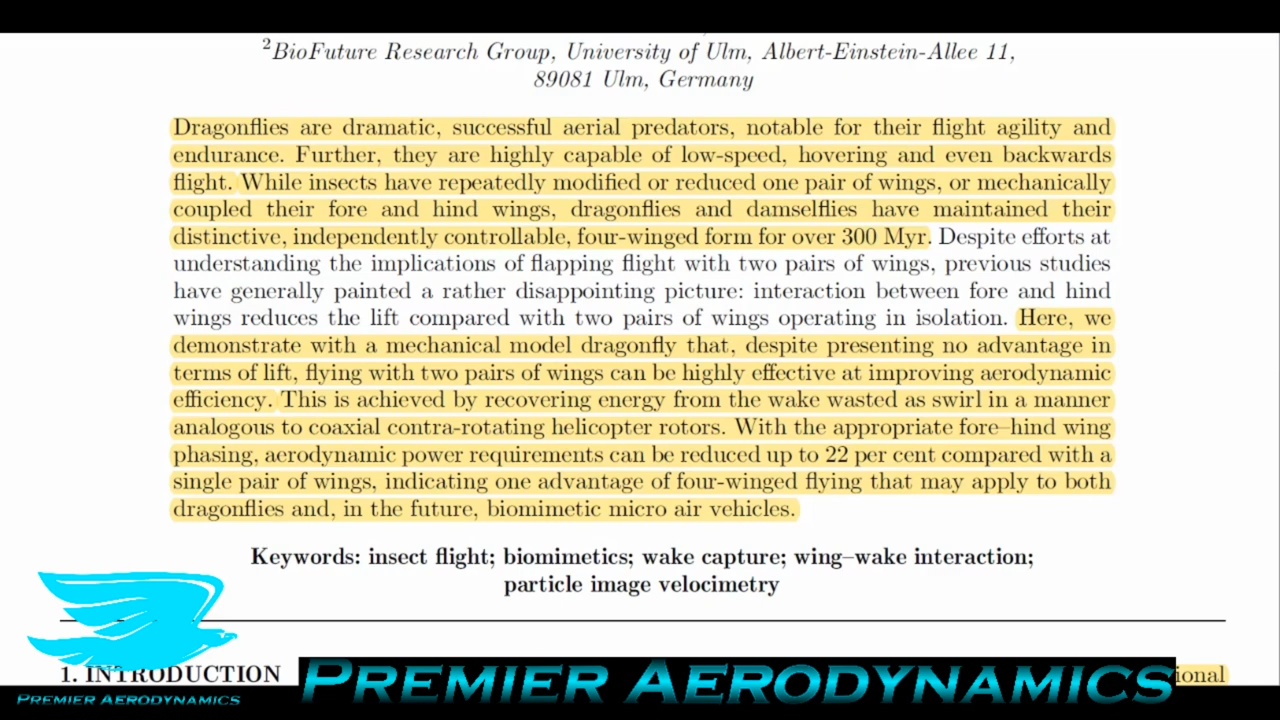 ²BioFuture Research Group, University of Ulm, Albert-Einstein-Allee 11,
89081 Ulm, Germany
Dragonflies are dramatic, successful aerial predators, notable for their flight agility and
endurance. Further, they are highly capable of low-speed, hovering and even backwards
flight. While insects have repeatedly modified or reduced one pair of wings, or mechanically
coupled their fore and hind wings, dragonflies and damselflies have maintained their
distinctive, independently controllable, four-winged form for over 300 Myr. Despite efforts at
understanding the implications of flapping flight with two pairs of wings, previous studies
have generally painted a rather disappointing picture: interaction between fore and hind
wings reduces the lift compared with two pairs of wings operating in isolation. Here, we
demonstrate with a mechanical model dragonfly that, despite presenting no advantage in
terms of lift, flying with two pairs of wings can be highly effective at improving aerodynamic
efficiency. This is achieved by recovering energy from the wake wasted as swirl in a manner
analogous to coaxial contra-rotating helicopter rotors. With the appropriate fore–hind wing
phasing, aerodynamic power requirements can be reduced up to 22 per cent compared with a
single pair of wings, indicating one advantage of four-winged flying that may apply to both
dragonflies and, in the future, biomimetic micro air vehicles.
Keywords: insect flight; biomimetics; wake capture; wing–wake interaction;
particle image velocimetry
1. INTRODUCTION
ional
PREMIER AERODYNAMICS
PREMIER AERODYNAMICS